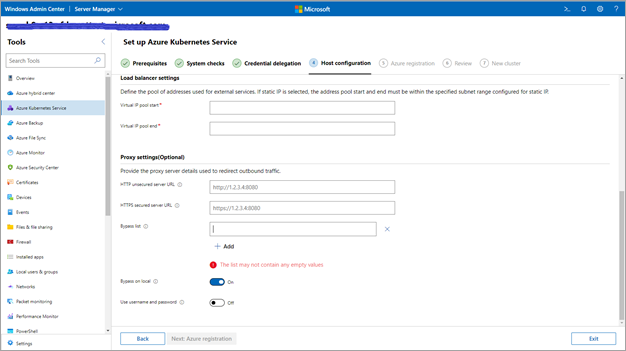 Windows Admin Center
Server Manager
Microsoft
Tools
Search Tools
Overview
Azure hybrid center
Azure Kubernetes Service
Azure Backup
Azure File Sync
Azure Monitor
Azure Security Center
Certificates
Devices
Events
Files & file sharing
Firewall
Installed apps
Local users & groups
Networks
Packet monitoring
Performance Monitor
PowerShell
Settings
Set up Azure Kubernetes Service
Prerequisites
System checks
Credential delegation
4 Host configuration
5 Azure registration
6 Review
7 New cluster
Load balancer settings
Define the pool of addresses used for external services. If static IP is selected, the address pool start and end must be within the specified subnet range configured for static IP.
Virtual IP pool start*
Virtual IP pool end*
Proxy settings(Optional)
Provide the proxy server details used to redirect outbound traffic.
HTTP unsecured server URL
http://1.2.3.4:8080
HTTPS secured server URL
https://1.2.3.4:8080
Bypass list
+ Add
The list may not contain any empty values.
Bypass on local
On
Use username and password
Off
Back
Next: Azure registration
Exit